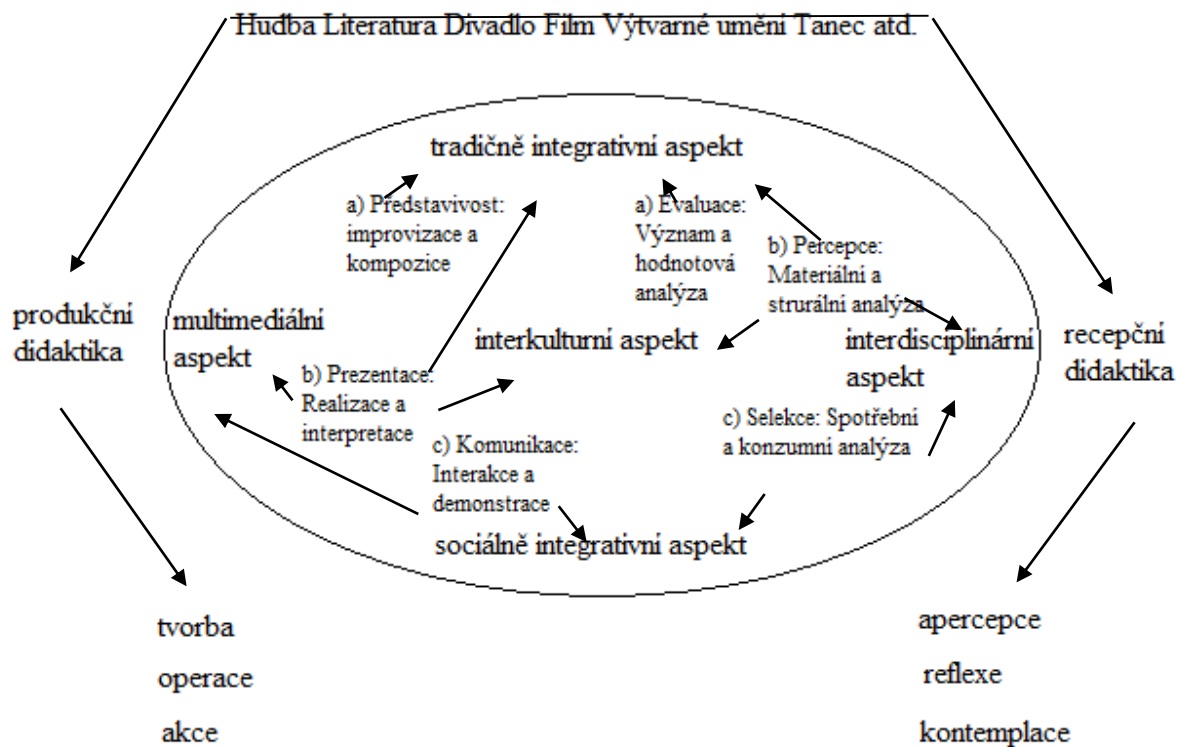 Hudba Literatura Divadlo Film Výtvarné umění Tanec atd.
tradičně integrativní aspekt
a) Představivost:
improvizace a
kompozice
a) Evaluace:
Význam a
hodnotová
analýza
b) Percepce:
Materiální a
strurální analýza
produkční
didaktika
multimediální
aspekt
interkulturní aspekt
interdisciplinární
aspekt
recepční
didaktika
b) Prezentace:
Realizace a
interpretace
c) Selekce: Spotřební
a konzumní analýza
c) Komunikace:
Interakce a
demonstrace
sociálně integrativní aspekt
tvorba
operace
akce
apercepce
reflexe
kontemplace